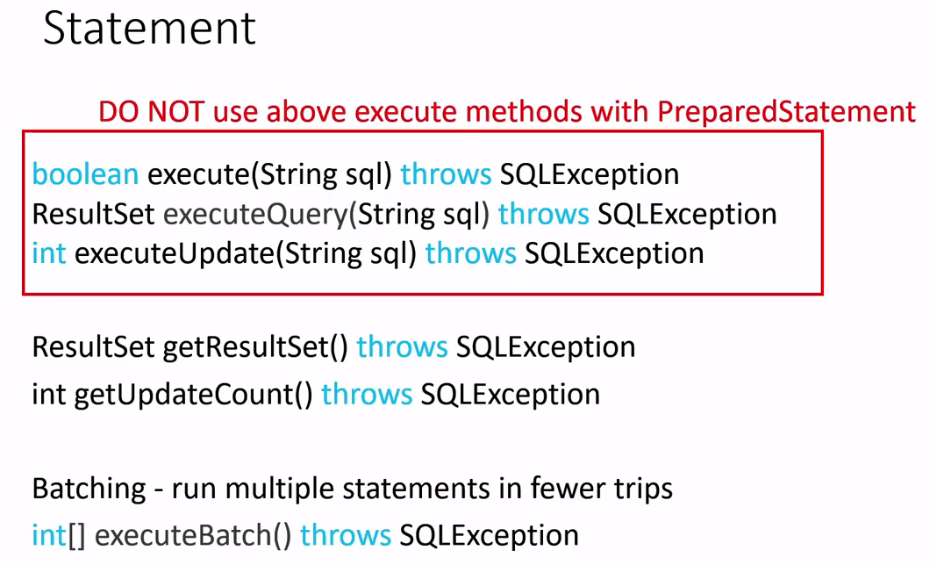 Statement
DO NOT use above execute methods with PreparedStatement
boolean execute(String sql) throws SQLException
ResultSet executeQuery(String sql) throws SQLException
int executeUpdate(String sql) throws SQLException
ResultSet getResultSet() throws SQLException
int getUpdateCount() throws SQLException
Batching - run multiple statements in fewer trips
int[] executeBatch() throws SQLException